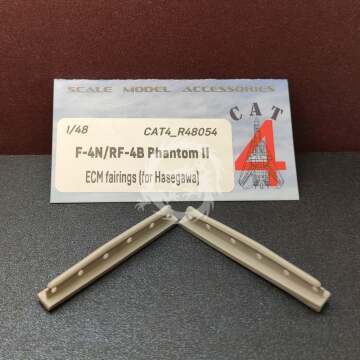 SCALE MODEL ACCESSORIES
CAT
4
1/48
CAT4_R48054
F-4N/RF-4B Phantom II
ECM fairings (for Hasegawa)